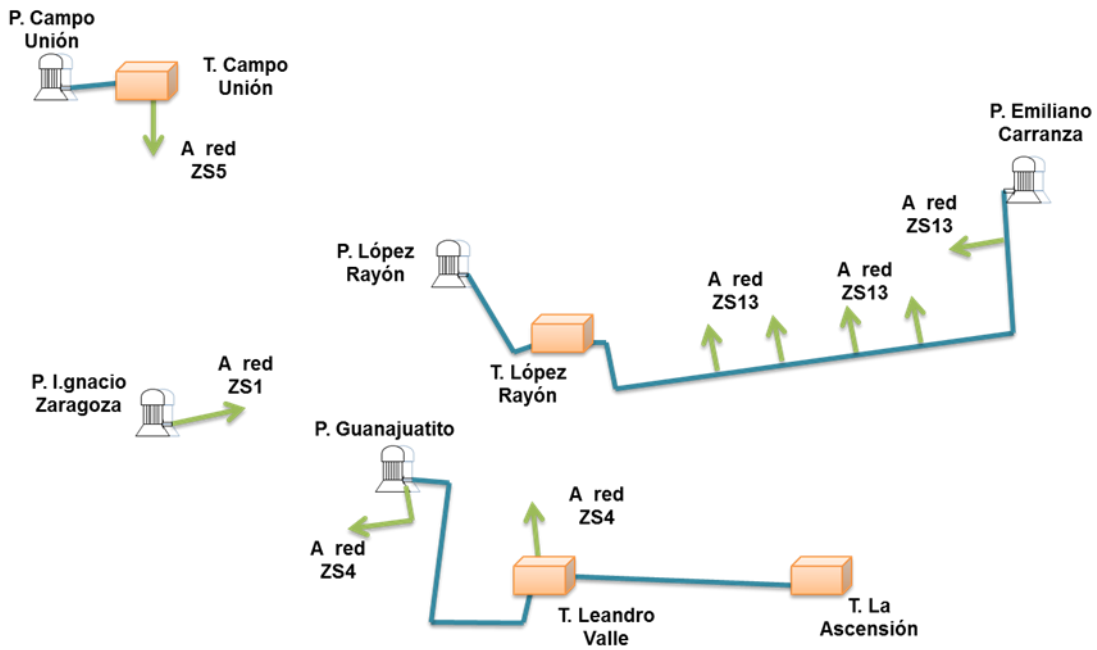 P. Campo
Unión
T. Campo
Unión
A red
ZS5
P. Emiliano
Carranza
A red
ZS13
P. López
Rayón
A red
ZS13
A red
ZS13
T. López
Rayón
A red
ZS1
P. I.gnacio
Zaragoza
P. Guanajuatito
A red
ZS4
A red
ZS4
T. Leandro
Valle
T. La
Ascensión